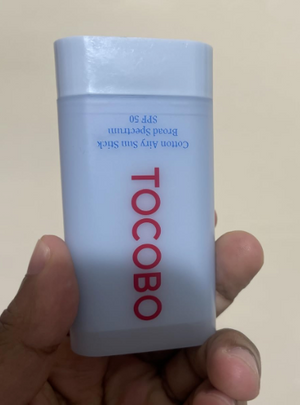 Cotton Airy Sun Stick
Broad Spectrum
SPF 50
TOCOBO